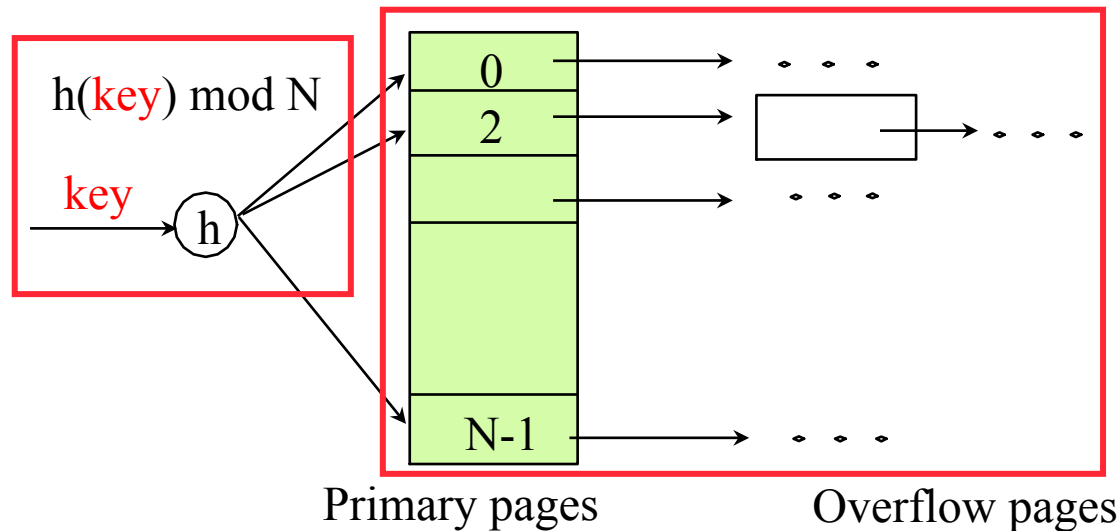 h(key) mod N
key
h
0
2
N-1
Primary pages
Overflow pages